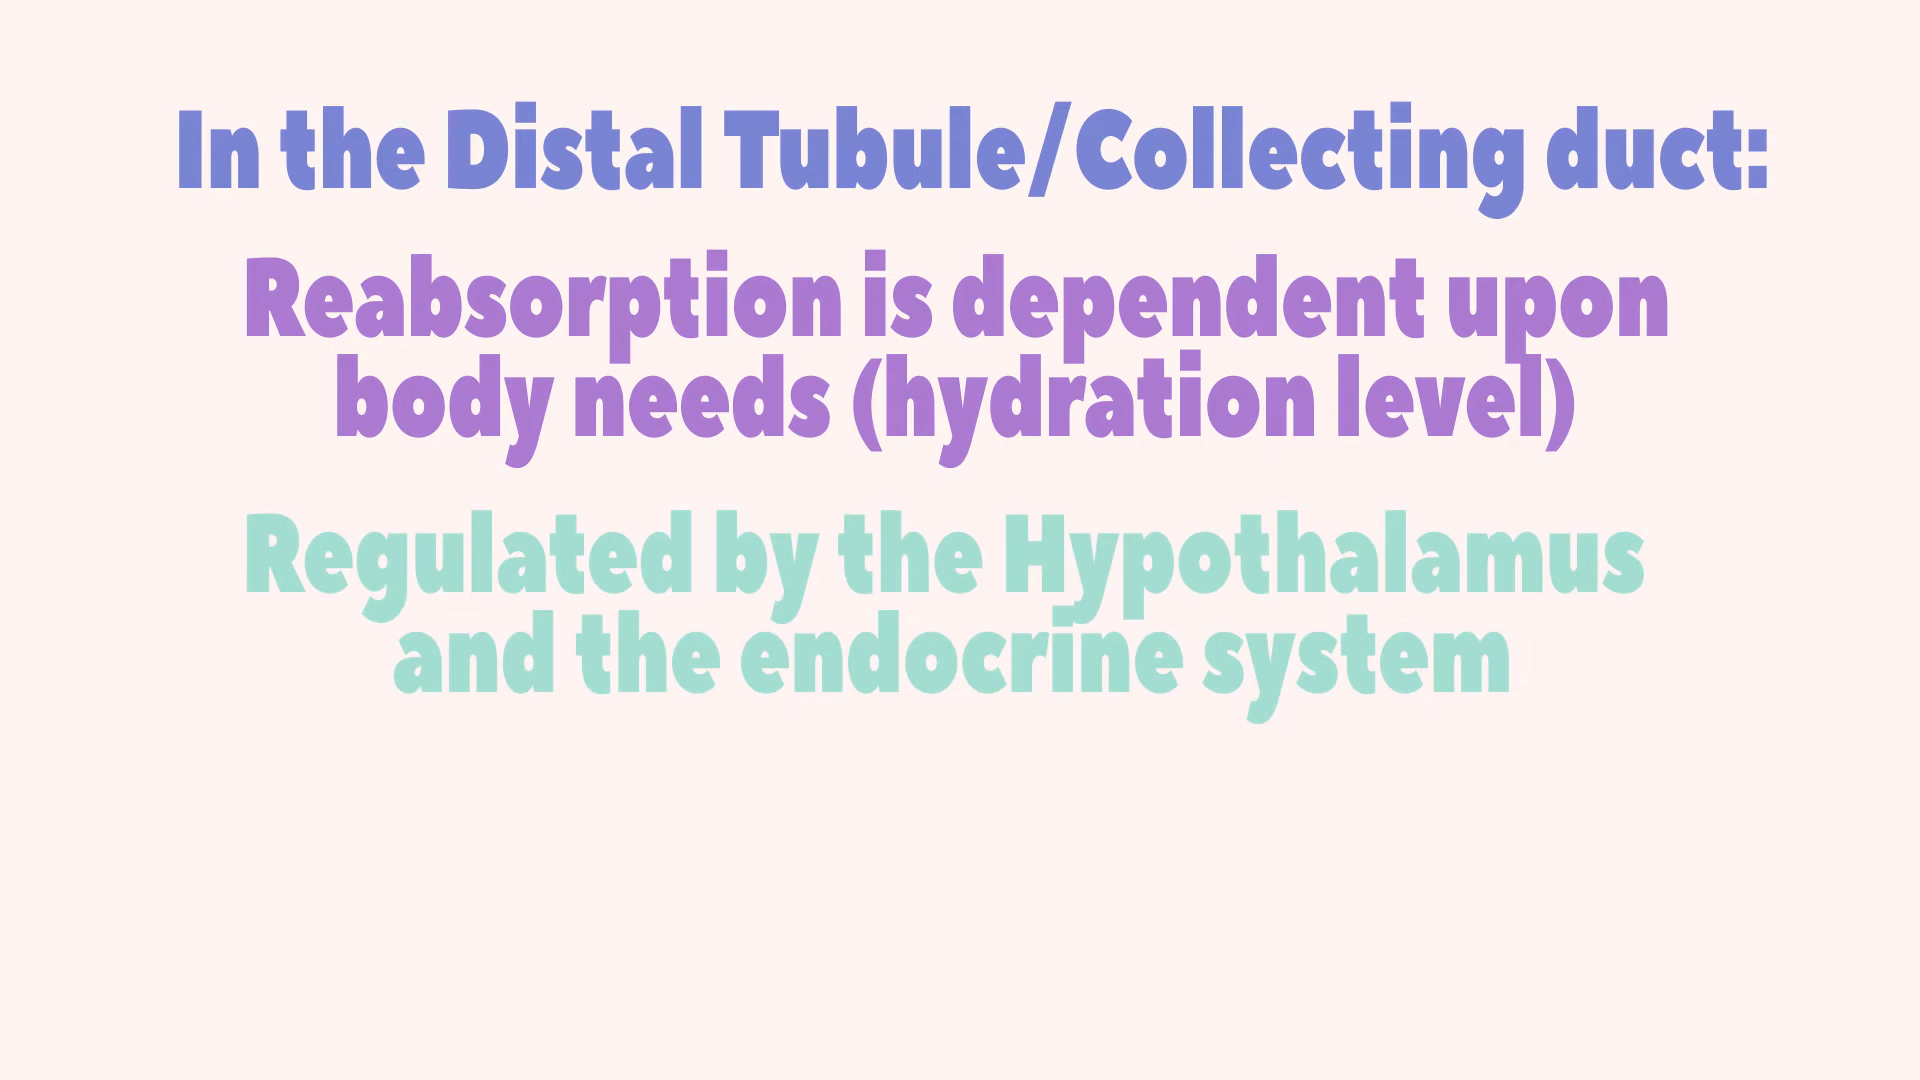 In the Distal Tubule/Collecting duct:
Reabsorption is dependent upon
body needs (hydration level)
Regulated by the Hypothalamus
and the endocrine system